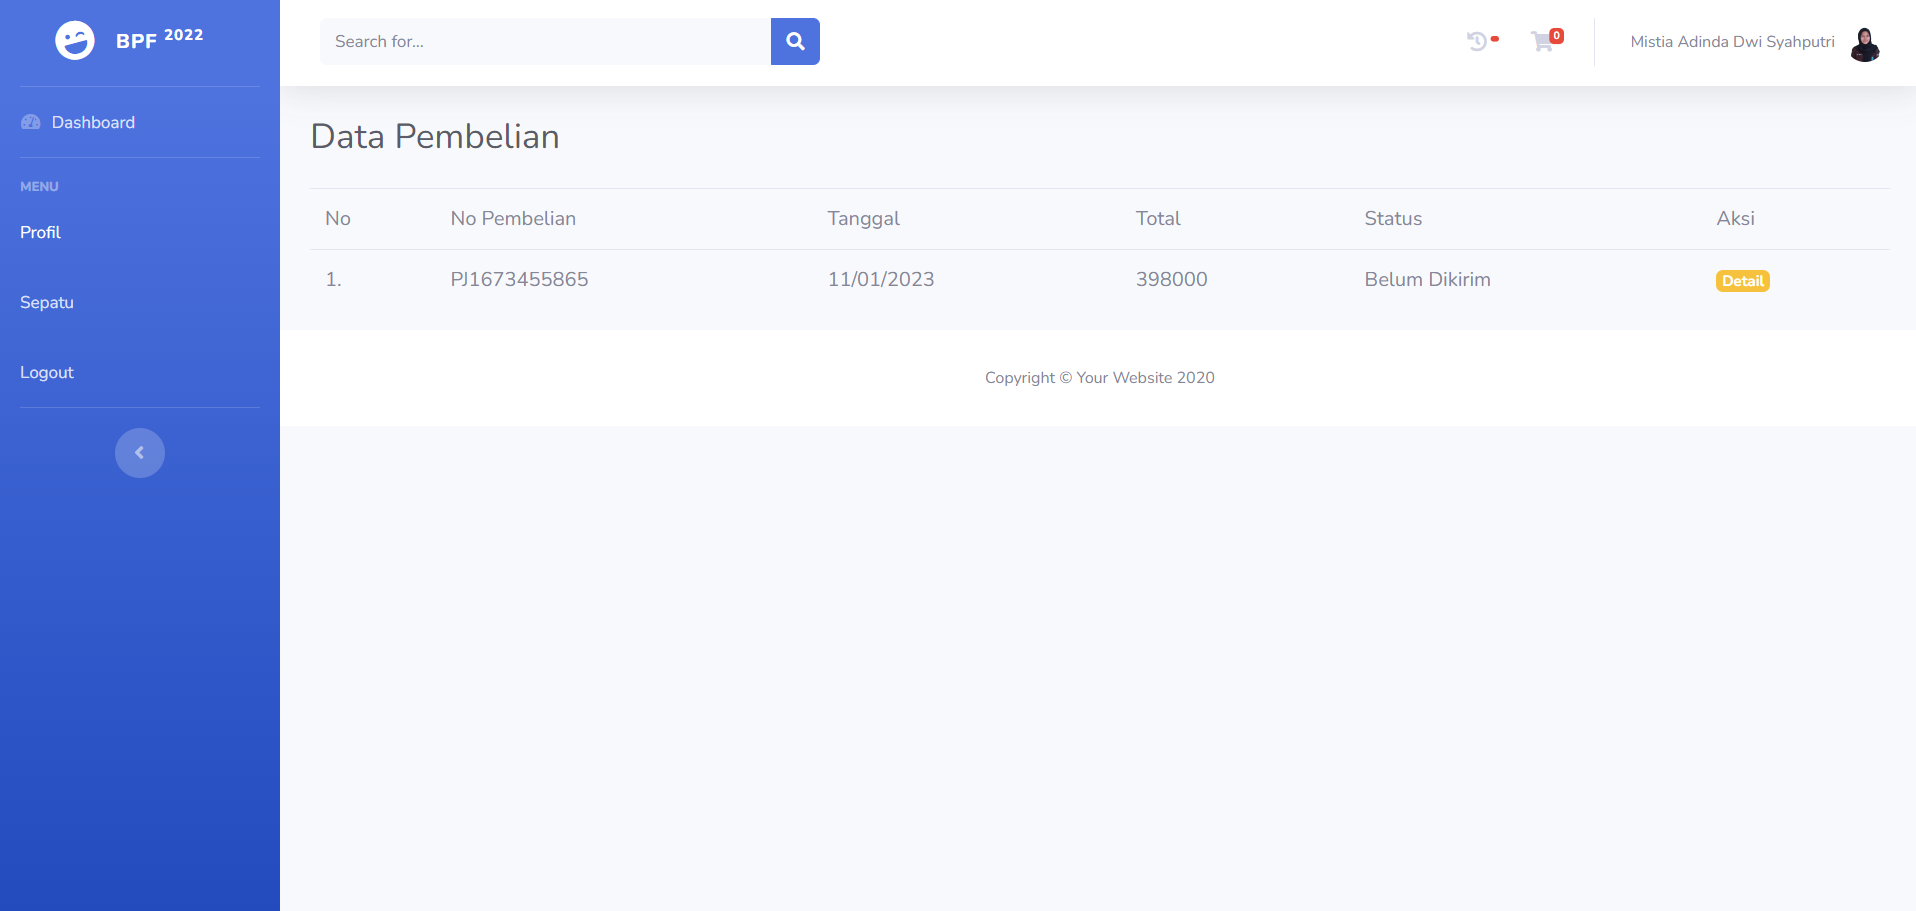 BPF 2022
Dashboard
MENU
Profil
Sepatu
Logout
Search for...
0
Mistia Adinda Dwi Syahputri
Data Pembelian
No No Pembelian Tanggal Total Status Aksi
1. PJ1673455865 11/01/2023 398000 Belum Dikirim Detail
Copyright © Your Website 2020